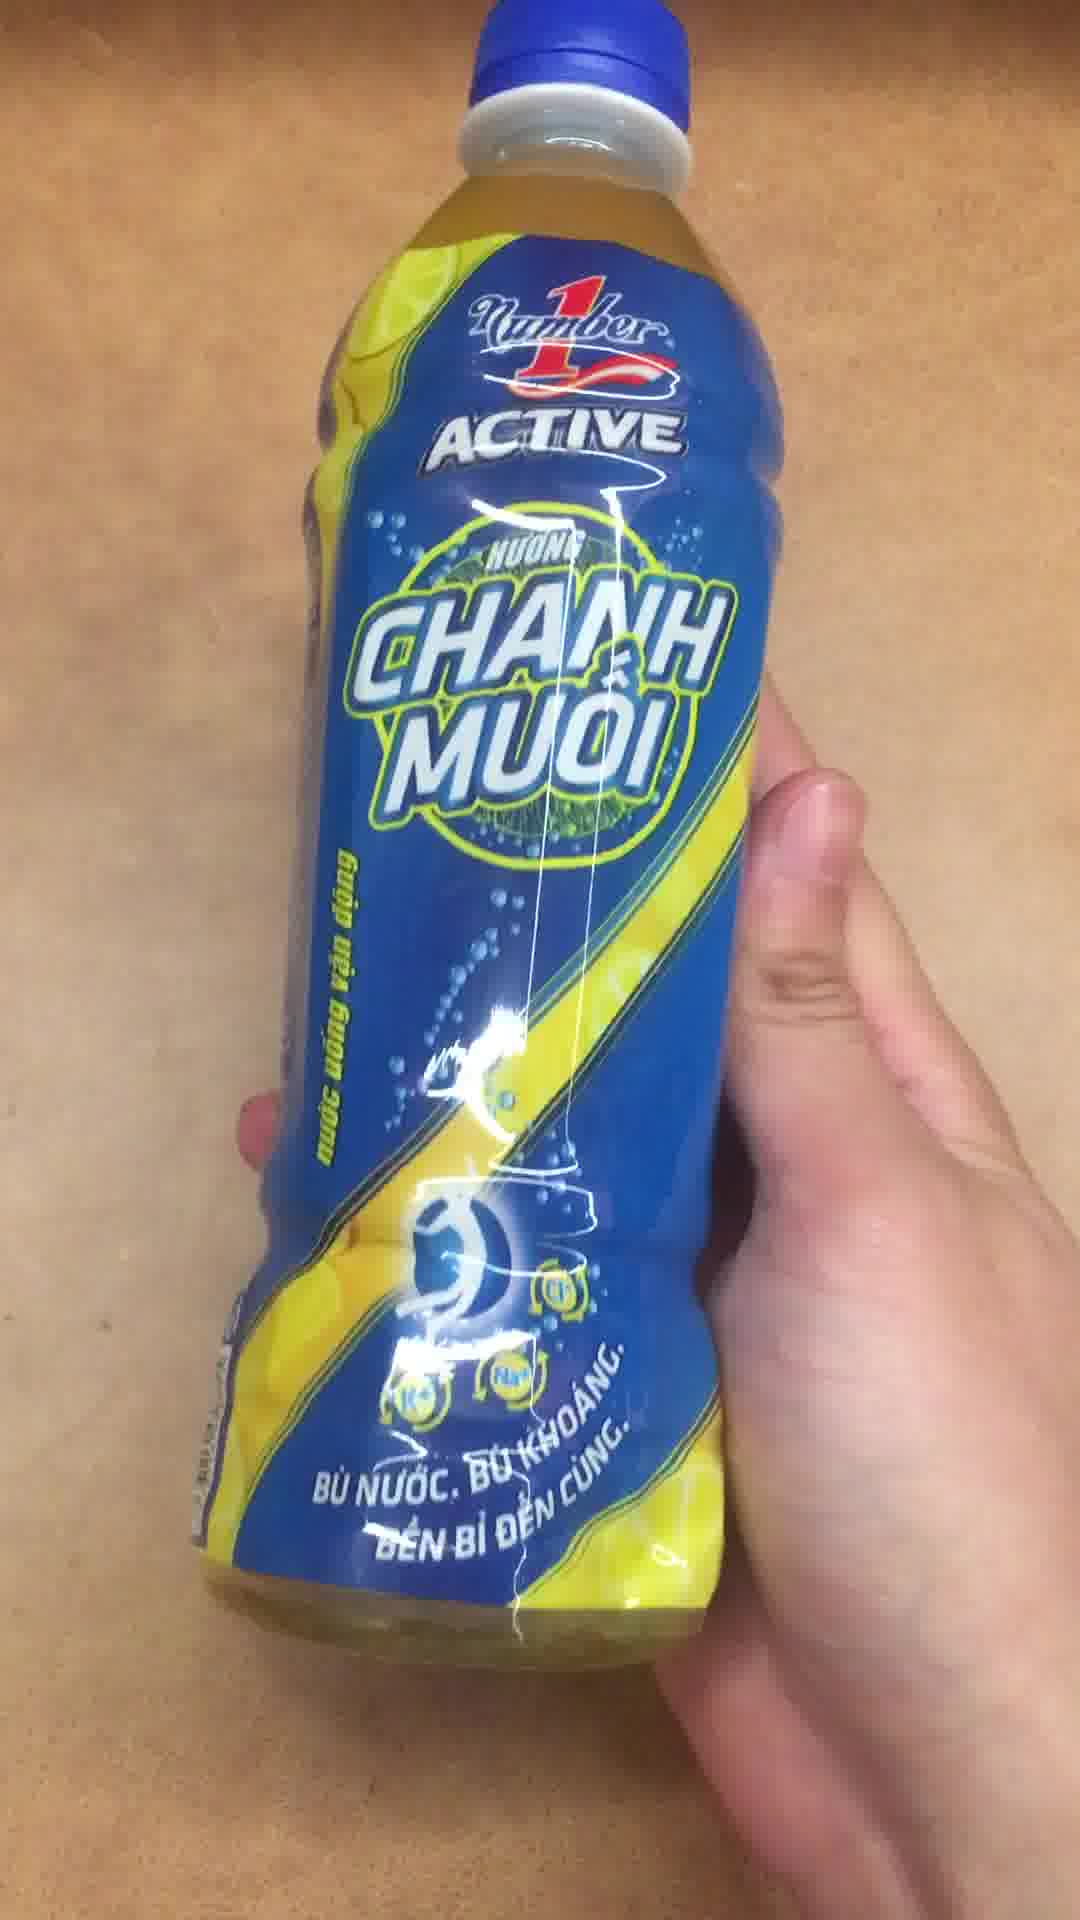 Number 1
ACTIVE
HƯƠNG
CHANH
MUỐI
nước uống vận động
Cl-
Na+
K+
BÙ NƯỚC. BÙ KHOÁNG.
BỀN BỈ ĐẾN CÙNG.